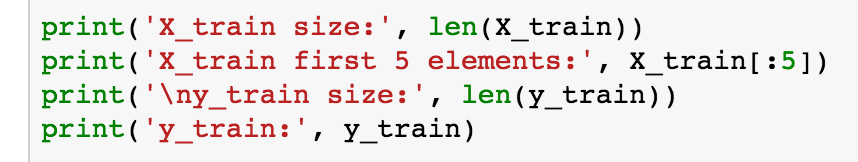 print('X_train size:', len(X_train))
print('X_train first 5 elements:', X_train[:5])
print('\ny_train size:', len(y_train))
print('y_train:', y_train)